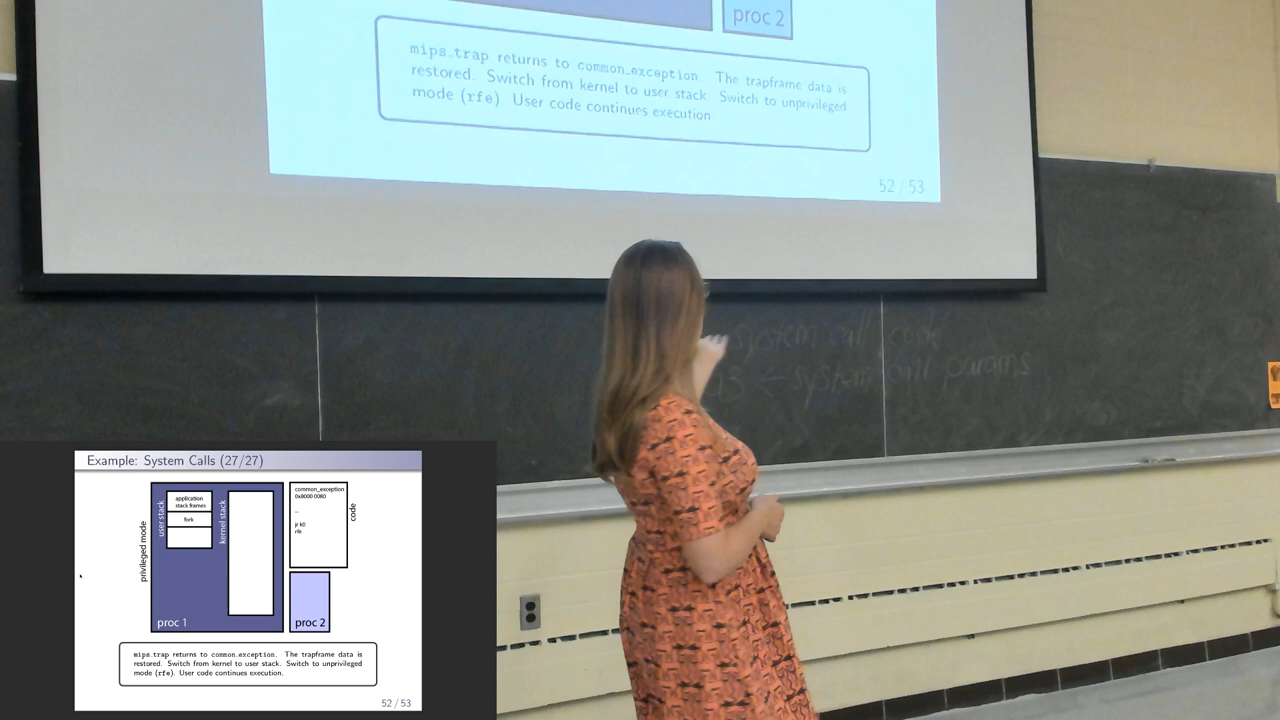 proc 2
mips_trap returns to common_exception. The trapframe data is
restored. Switch from kernel to user stack. Switch to unprivileged
mode (rfe). User code continues execution.
52 / 53
system call code
system call params
Example: System Calls (27/27)
privileged mode
user stack
application
stack frames
fork
kernel stack
common_exception
0x8000 0080
...
jr k0
rfe
code
proc 1
proc 2
mips_trap returns to common_exception. The trapframe data is
restored. Switch from kernel to user stack. Switch to unprivileged
mode (rfe). User code continues execution.
52 / 53